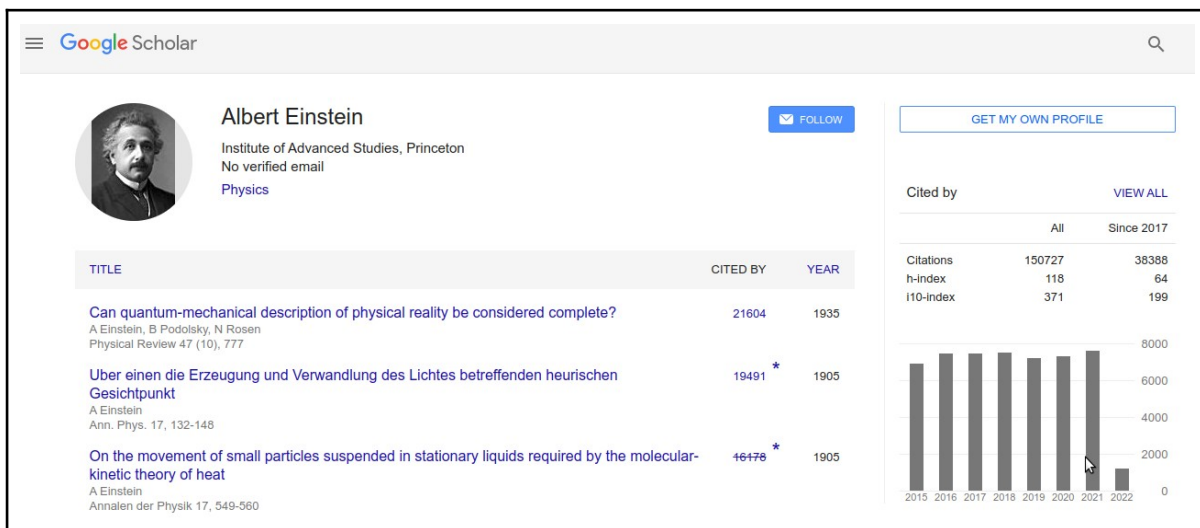 Google Scholar
Albert Einstein
FOLLOW
Institute of Advanced Studies, Princeton
No verified email
Physics
TITLE CITED BY YEAR
Can quantum-mechanical description of physical reality be considered complete? 21604 1935
A Einstein, B Podolsky, N Rosen
Physical Review 47 (10), 777
Uber einen die Erzeugung und Verwandlung des Lichtes betreffenden heurischen 19491 * 1905
Gesichtpunkt
A Einstein
Ann. Phys. 17, 132-148
On the movement of small particles suspended in stationary liquids required by the molecular- 16178 * 1905
kinetic theory of heat
A Einstein
Annalen der Physik 17, 549-560
GET MY OWN PROFILE
Cited by VIEW ALL
All Since 2017
Citations 150727 38388
h-index 118 64
i10-index 371 199
8000
6000
4000
2000
0
2015 2016 2017 2018 2019 2020 2021 2022